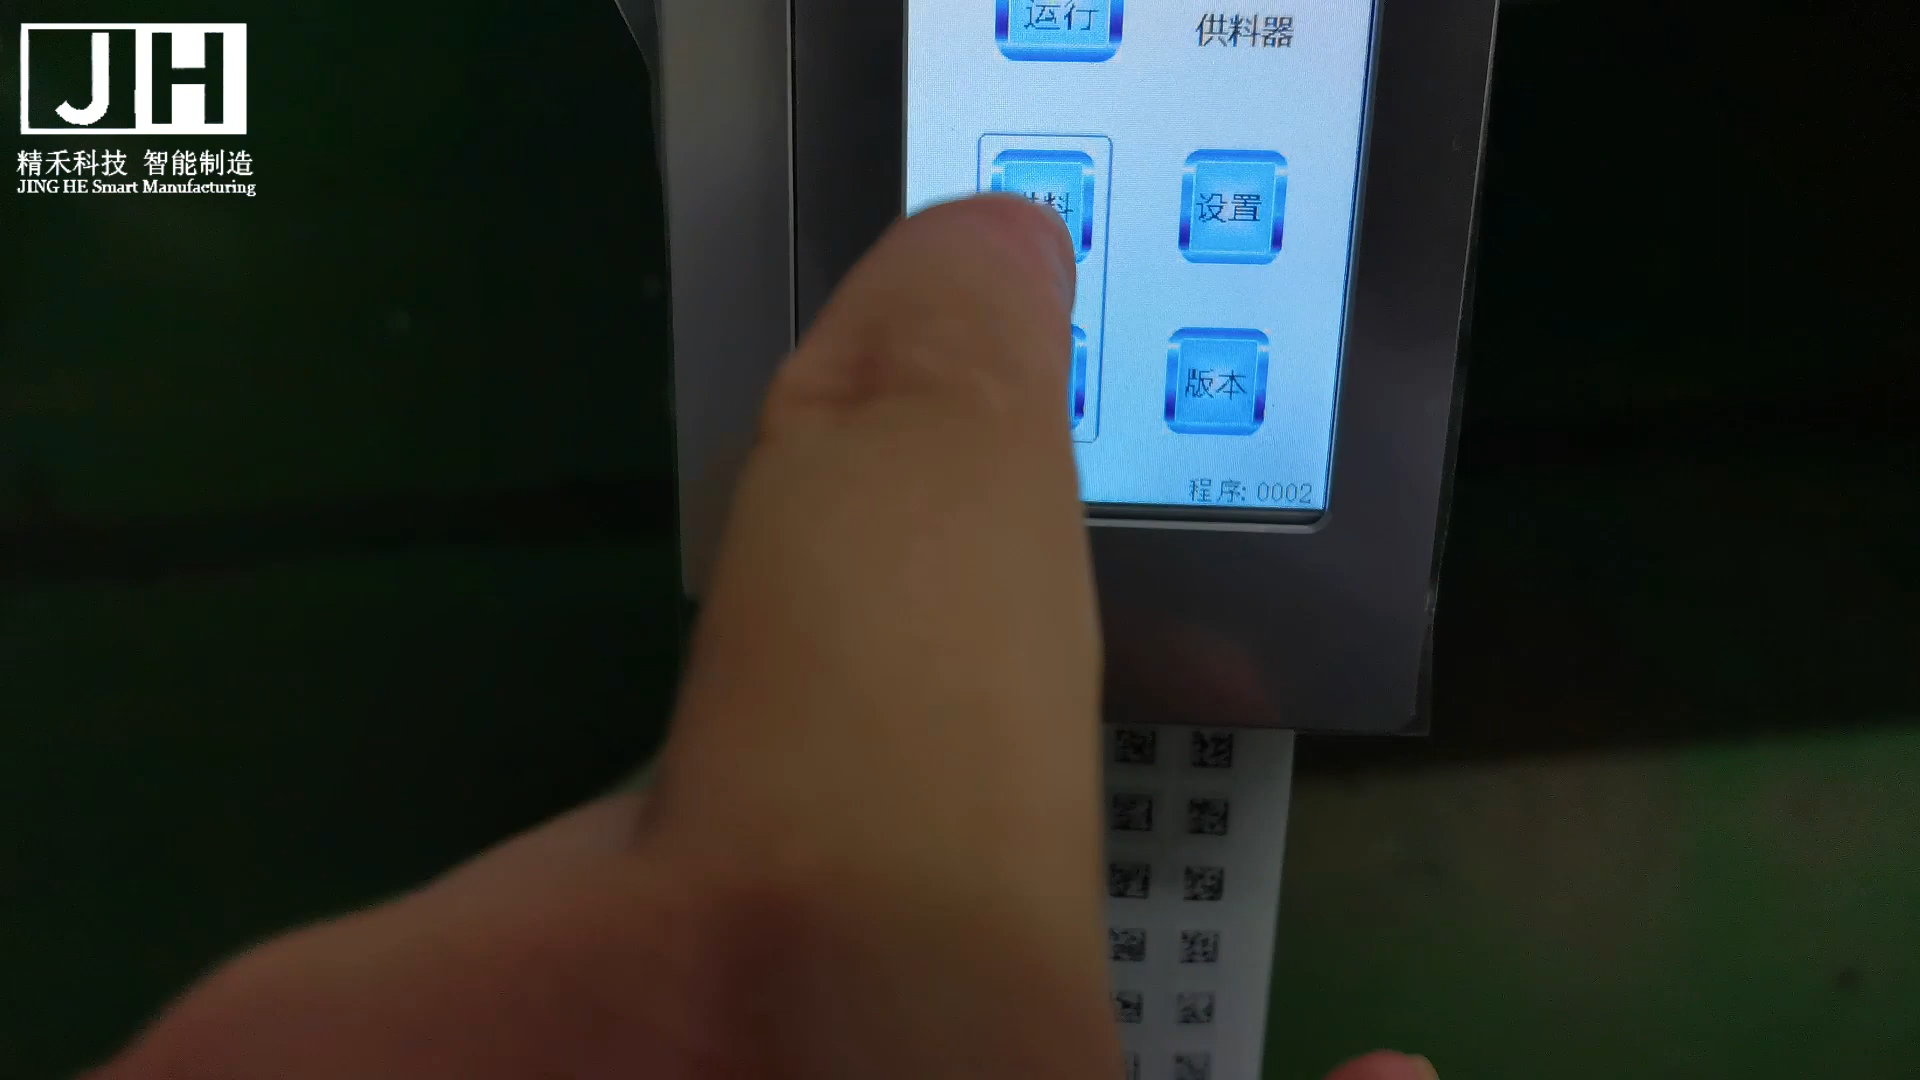 JH
精禾科技 智能制造
JING HE Smart Manufacturing
运行
供料器
料
设置
版本
程序: 0002